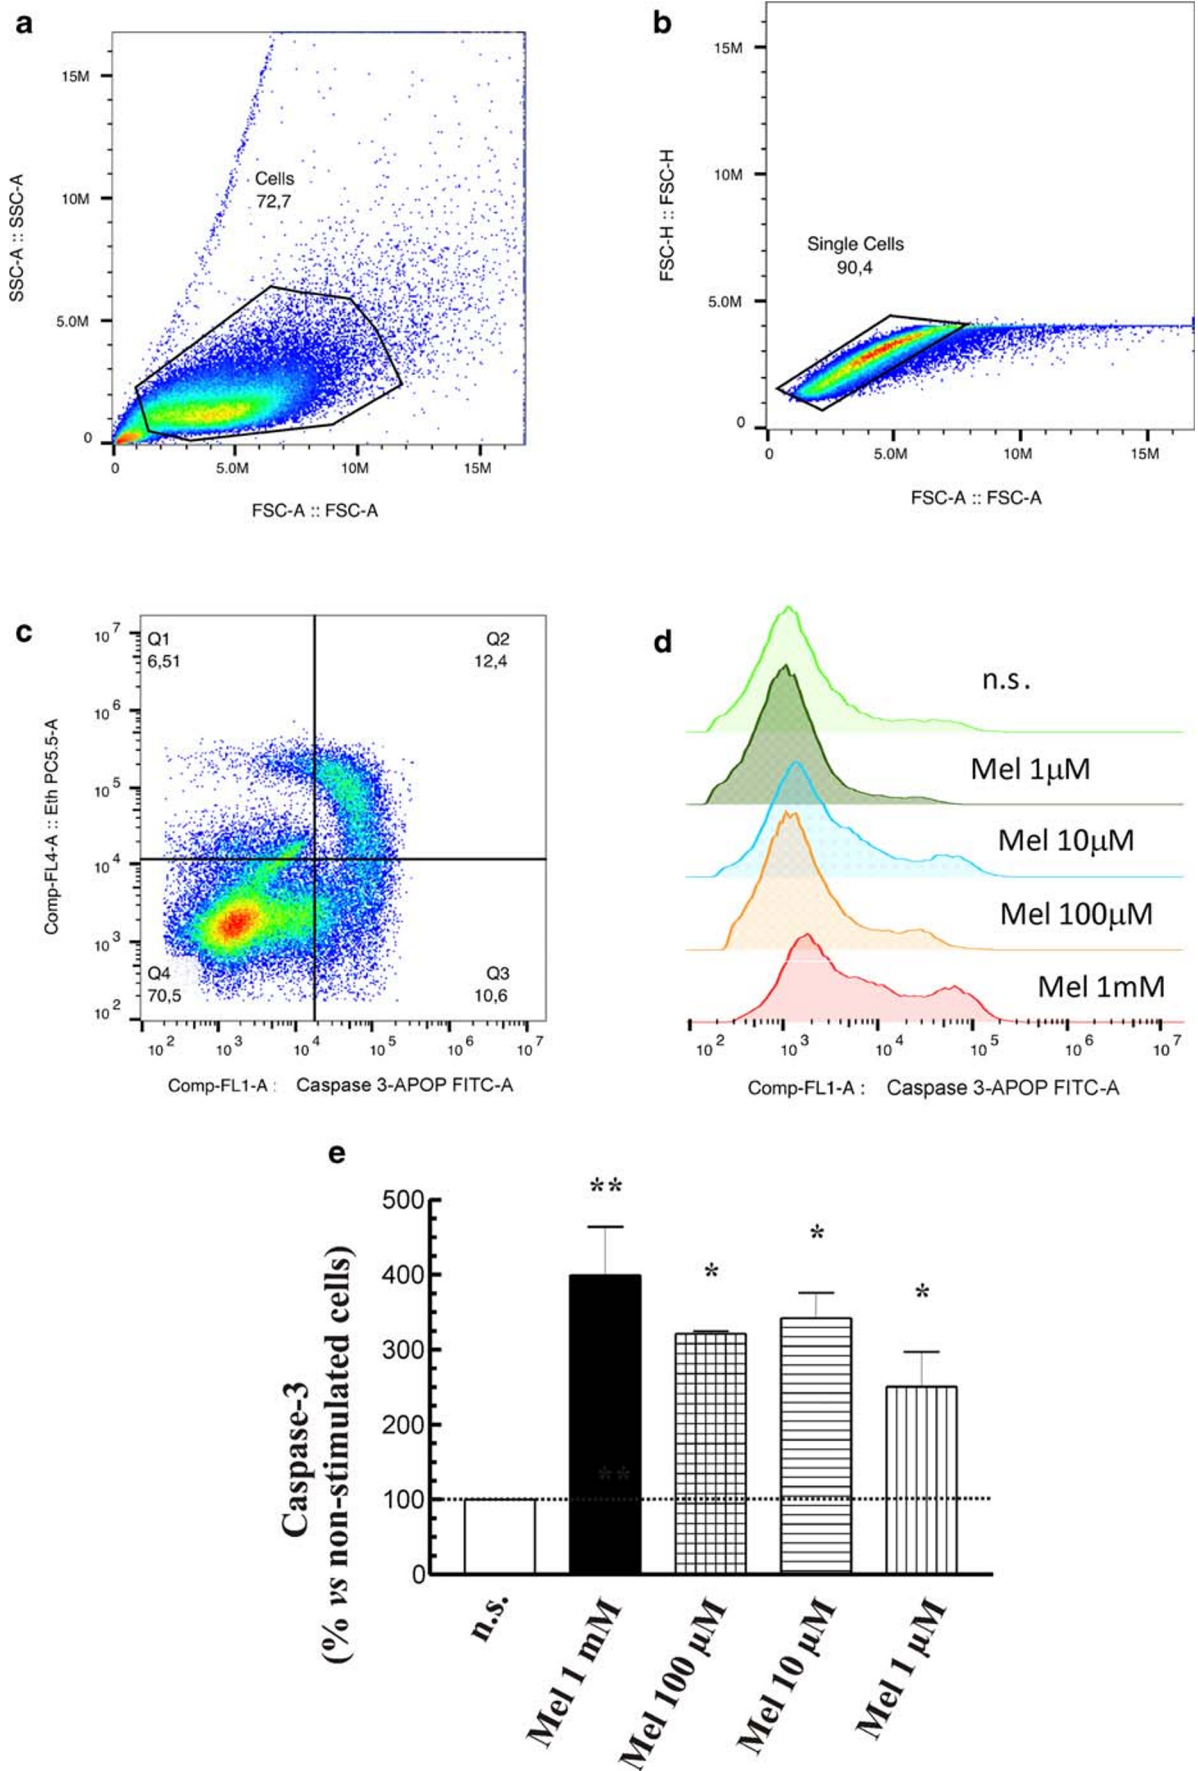 a
SSC-A :: SSC-A
15M
10M
5.0M
0
Cells
72,7
0 5.0M 10M 15M
FSC-A :: FSC-A
b
FSC-H :: FSC-H
15M
10M
5.0M
0
Single Cells
90,4
0 5.0M 10M 15M
FSC-A :: FSC-A
c
Comp-FL4-A :: Eth PC5.5-A
10^7
10^6
10^5
10^4
10^3
10^2
Q1
6,51
Q2
12,4
Q4
70,5
Q3
10,6
10^2 10^3 10^4 10^5 10^6 10^7
Comp-FL1-A : Caspase 3-APOP FITC-A
d
n.s.
Mel 1μM
Mel 10μM
Mel 100μM
Mel 1mM
10^2 10^3 10^4 10^5 10^6 10^7
Comp-FL1-A : Caspase 3-APOP FITC-A
e
Caspase-3
(% vs non-stimulated cells)
500
400
300
200
100
0
**
*
*
*
**
n.s.
Mel 1 mM
Mel 100 μM
Mel 10 μM
Mel 1 μM